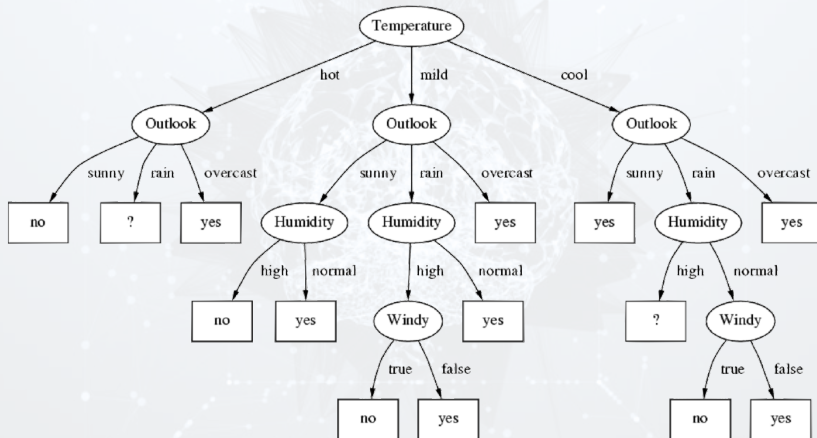 Temperature
hot mild cool
Outlook Outlook Outlook
sunny rain overcast sunny rain overcast sunny rain overcast
no ? yes Humidity Humidity yes yes Humidity yes
high normal high normal high normal
no yes Windy yes ? Windy
true false true false
no yes no yes